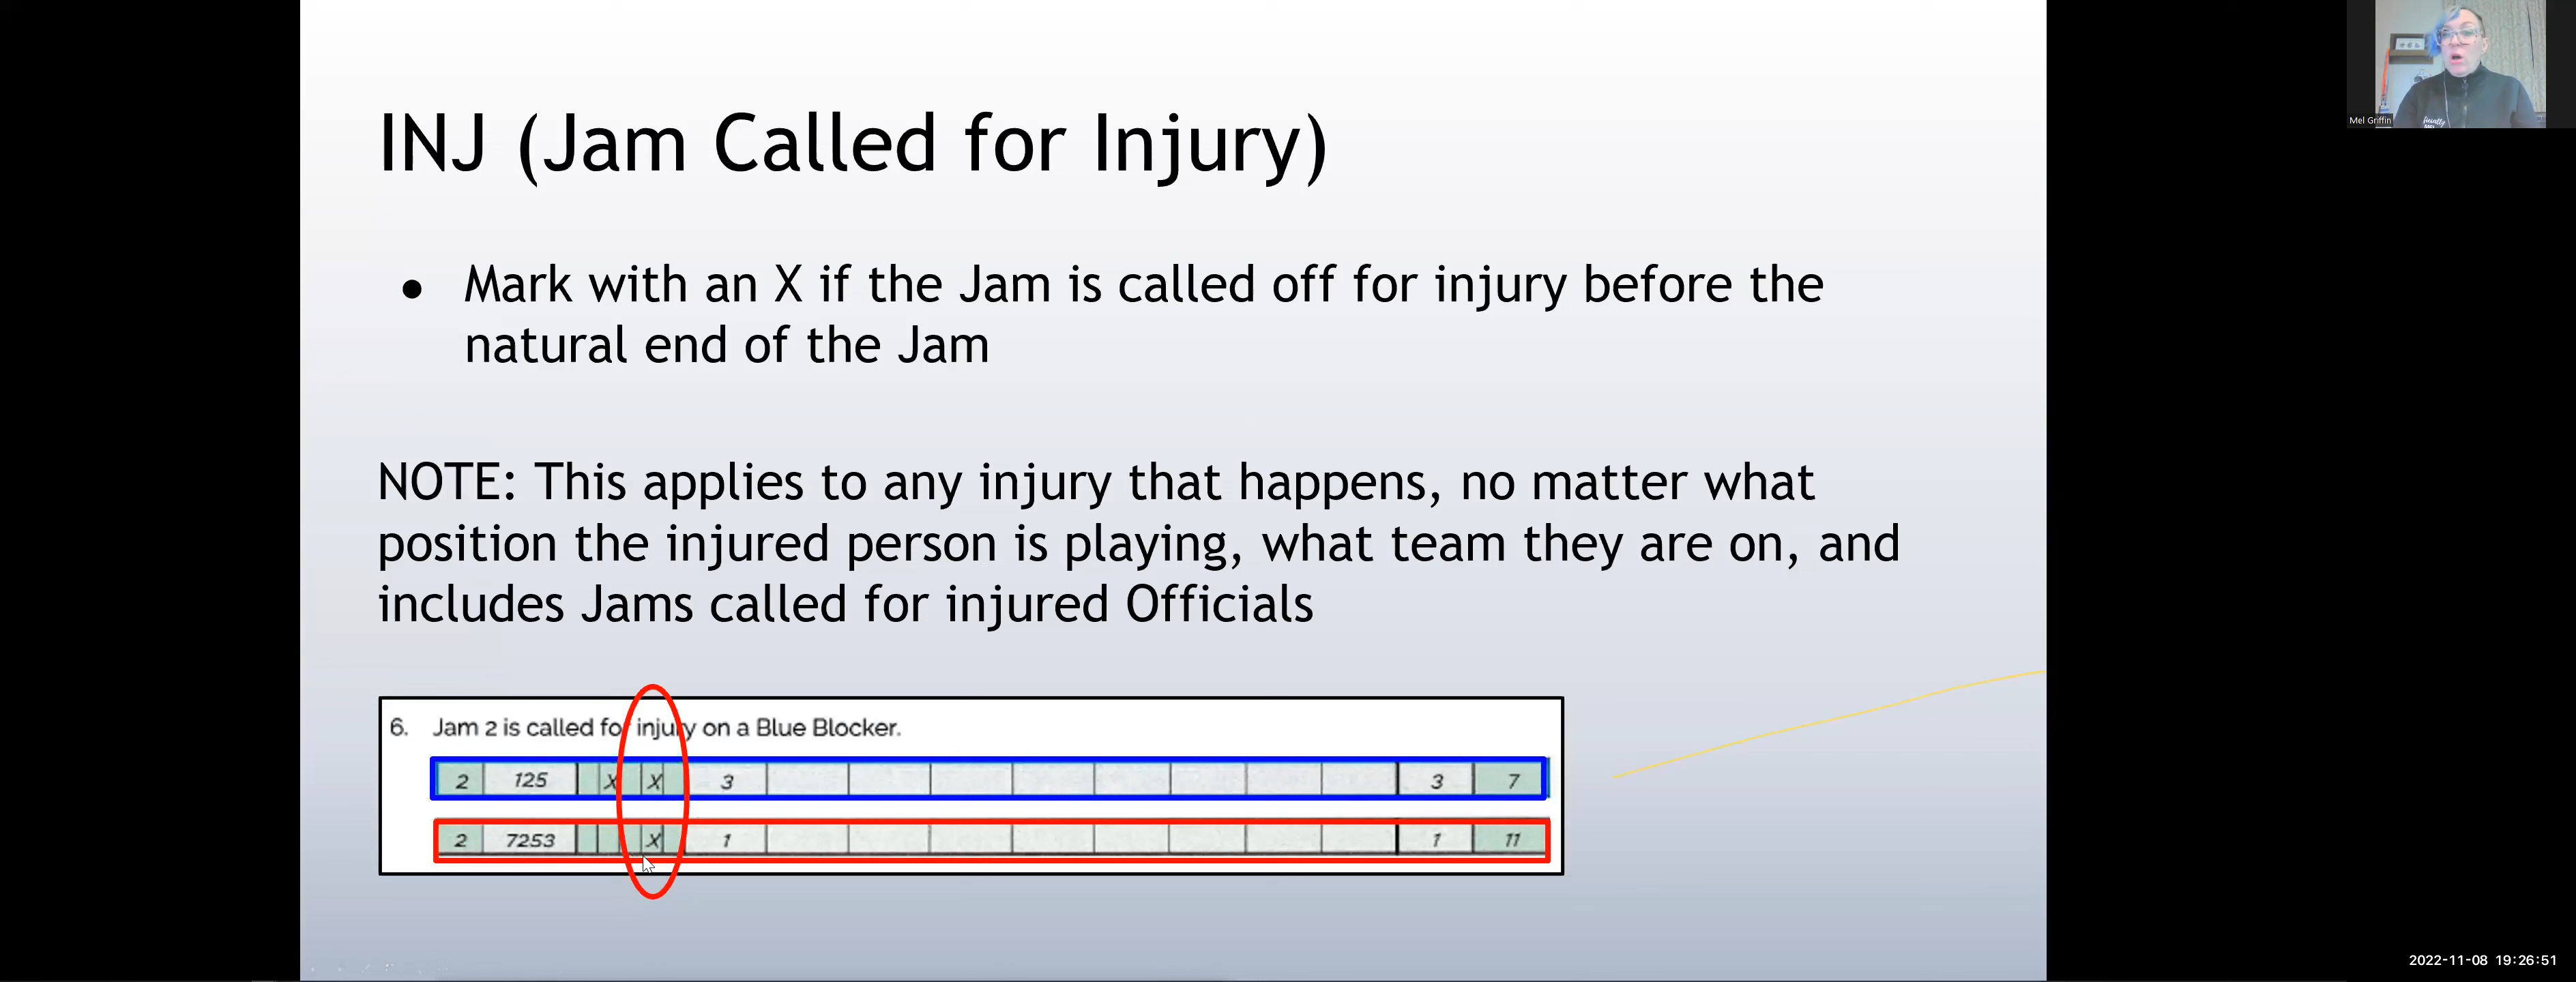 INJ (Jam Called for Injury)
● Mark with an X if the Jam is called off for injury before the
natural end of the Jam
NOTE: This applies to any injury that happens, no matter what
position the injured person is playing, what team they are on, and
includes Jams called for injured Officials
6. Jam 2 is called for injury on a Blue Blocker.
2 125 X X 3 3 7
2 7253 X 1 1 11
Mel Griffin
2022-11-08 19:26:51